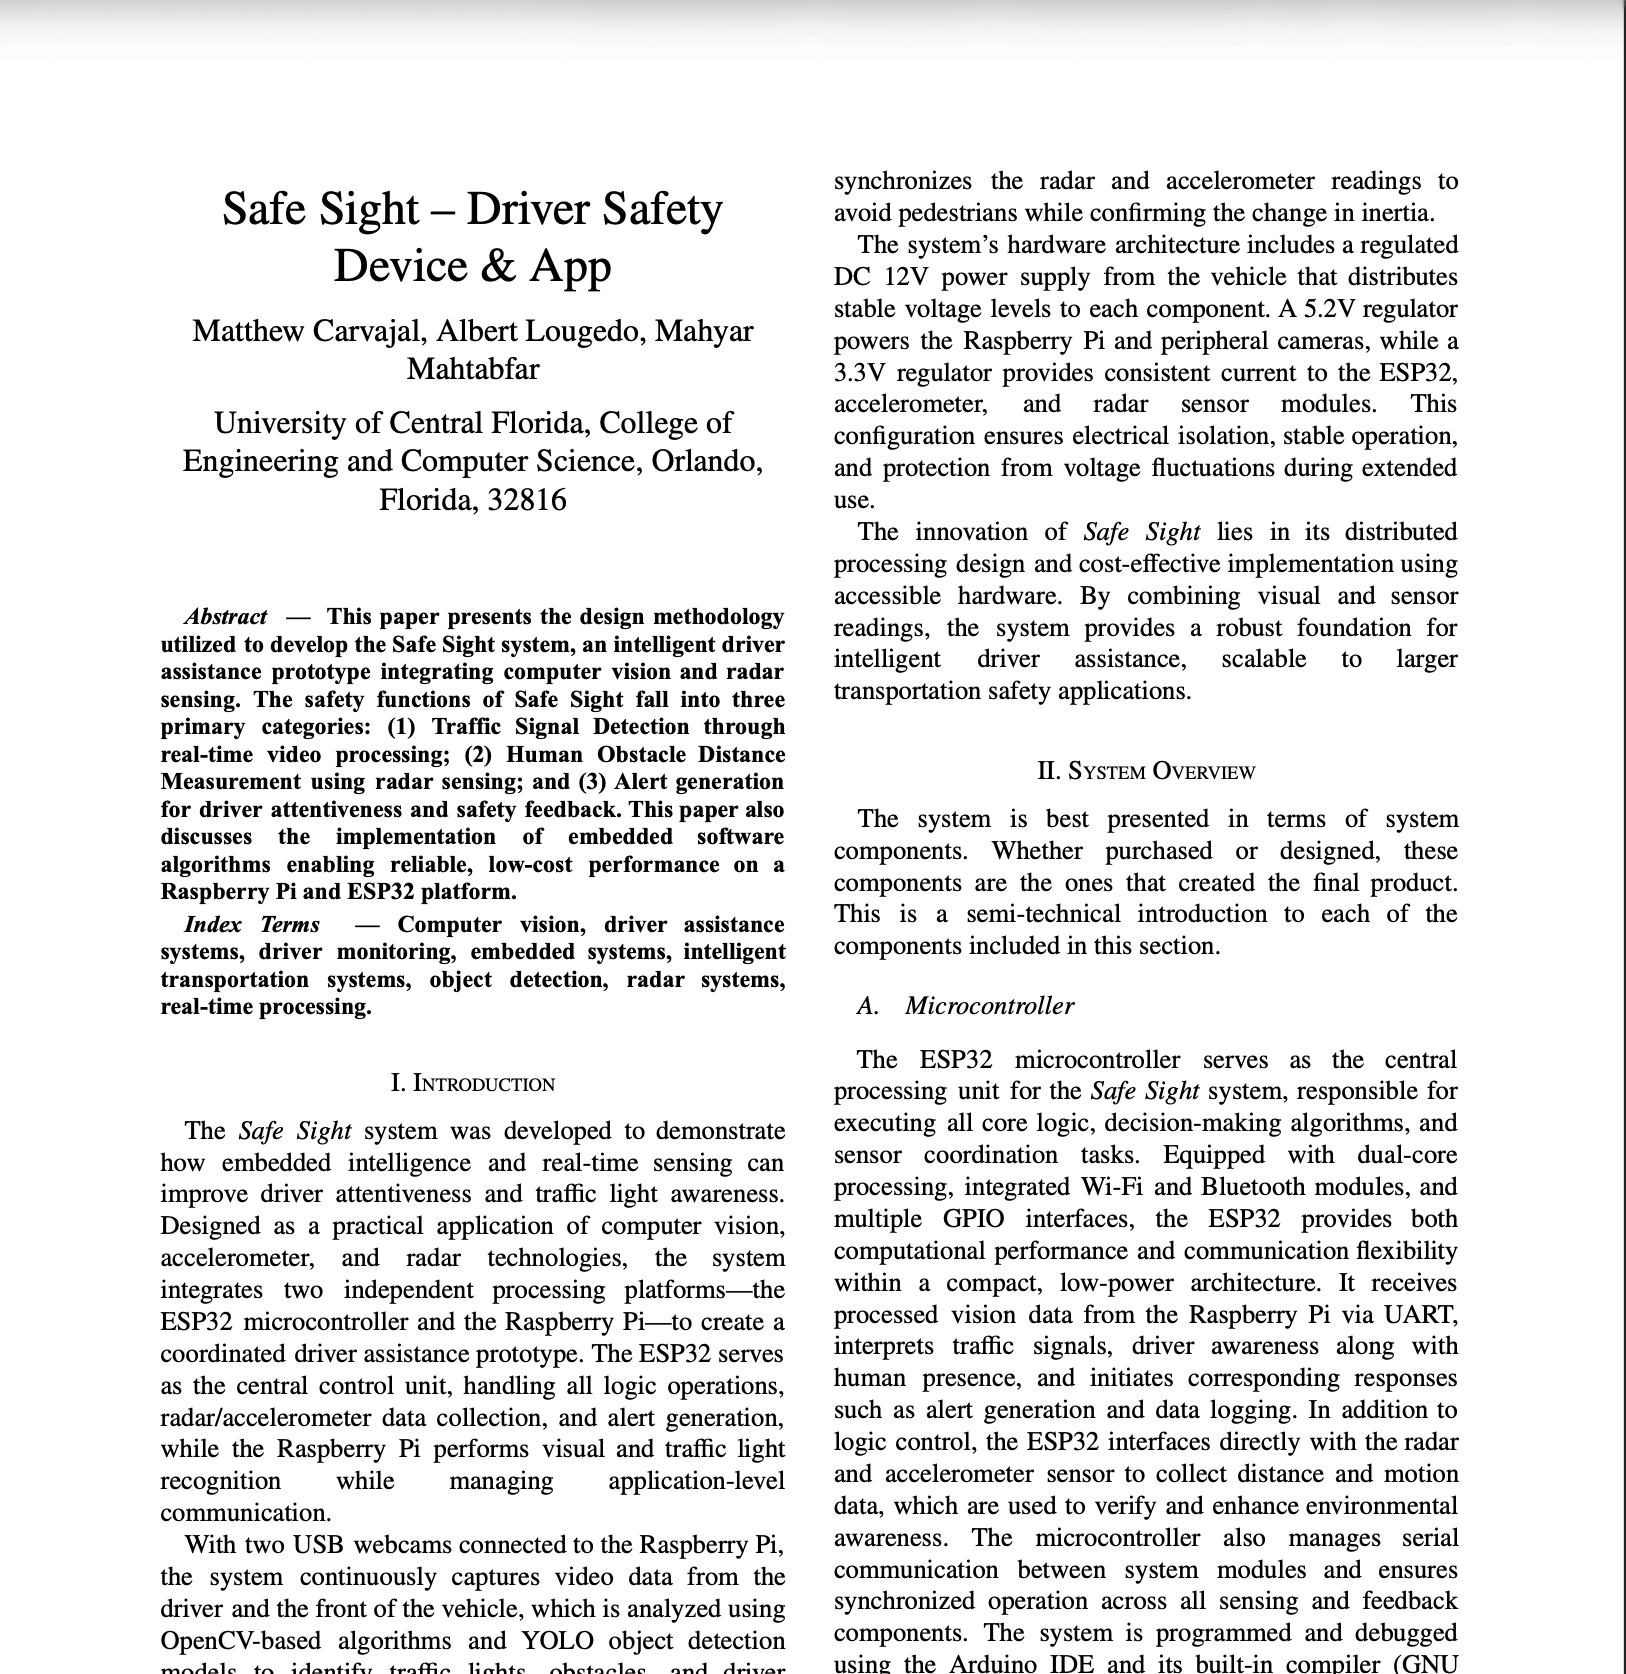 Safe Sight – Driver Safety
Device & App
Matthew Carvajal, Albert Lougedo, Mahyar
Mahtabfar
University of Central Florida, College of
Engineering and Computer Science, Orlando,
Florida, 32816
Abstract — This paper presents the design methodology
utilized to develop the Safe Sight system, an intelligent driver
assistance prototype integrating computer vision and radar
sensing. The safety functions of Safe Sight fall into three
primary categories: (1) Traffic Signal Detection through
real-time video processing; (2) Human Obstacle Distance
Measurement using radar sensing; and (3) Alert generation
for driver attentiveness and safety feedback. This paper also
discusses the implementation of embedded software
algorithms enabling reliable, low-cost performance on a
Raspberry Pi and ESP32 platform.
Index Terms — Computer vision, driver assistance
systems, driver monitoring, embedded systems, intelligent
transportation systems, object detection, radar systems,
real-time processing.
I. Introduction
The Safe Sight system was developed to demonstrate
how embedded intelligence and real-time sensing can
improve driver attentiveness and traffic light awareness.
Designed as a practical application of computer vision,
accelerometer, and radar technologies, the system
integrates two independent processing platforms—the
ESP32 microcontroller and the Raspberry Pi—to create a
coordinated driver assistance prototype. The ESP32 serves
as the central control unit, handling all logic operations,
radar/accelerometer data collection, and alert generation,
while the Raspberry Pi performs visual and traffic light
recognition while managing application-level
communication.
With two USB webcams connected to the Raspberry Pi,
the system continuously captures video data from the
driver and the front of the vehicle, which is analyzed using
OpenCV-based algorithms and YOLO object detection
models to identify traffic lights, obstacles, and driver
synchronizes the radar and accelerometer readings to
avoid pedestrians while confirming the change in inertia.
The system's hardware architecture includes a regulated
DC 12V power supply from the vehicle that distributes
stable voltage levels to each component. A 5.2V regulator
powers the Raspberry Pi and peripheral cameras, while a
3.3V regulator provides consistent current to the ESP32,
accelerometer, and radar sensor modules. This
configuration ensures electrical isolation, stable operation,
and protection from voltage fluctuations during extended
use.
The innovation of Safe Sight lies in its distributed
processing design and cost-effective implementation using
accessible hardware. By combining visual and sensor
readings, the system provides a robust foundation for
intelligent driver assistance, scalable to larger
transportation safety applications.
II. System Overview
The system is best presented in terms of system
components. Whether purchased or designed, these
components are the ones that created the final product.
This is a semi-technical introduction to each of the
components included in this section.
A. Microcontroller
The ESP32 microcontroller serves as the central
processing unit for the Safe Sight system, responsible for
executing all core logic, decision-making algorithms, and
sensor coordination tasks. Equipped with dual-core
processing, integrated Wi-Fi and Bluetooth modules, and
multiple GPIO interfaces, the ESP32 provides both
computational performance and communication flexibility
within a compact, low-power architecture. It receives
processed vision data from the Raspberry Pi via UART,
interprets traffic signals, driver awareness along with
human presence, and initiates corresponding responses
such as alert generation and data logging. In addition to
logic control, the ESP32 interfaces directly with the radar
and accelerometer sensor to collect distance and motion
data, which are used to verify and enhance environmental
awareness. The microcontroller also manages serial
communication between system modules and ensures
synchronized operation across all sensing and feedback
components. The system is programmed and debugged
using the Arduino IDE and its built-in compiler (GNU